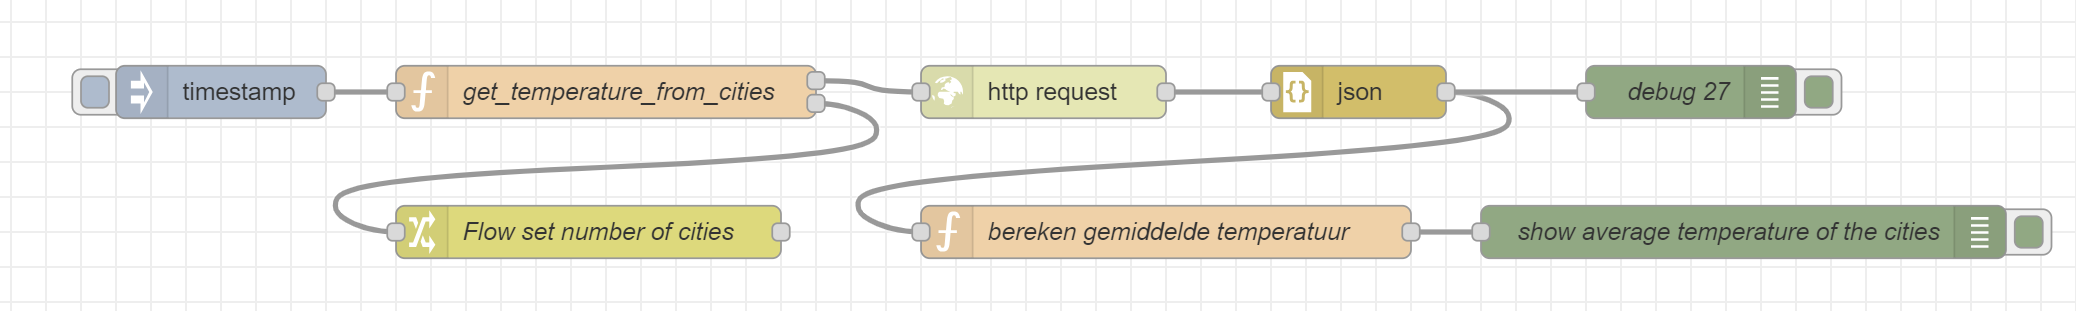 timestamp
get_temperature_from_cities
http request
json
debug 27
Flow set number of cities
bereken gemiddelde temperatuur
show average temperature of the cities